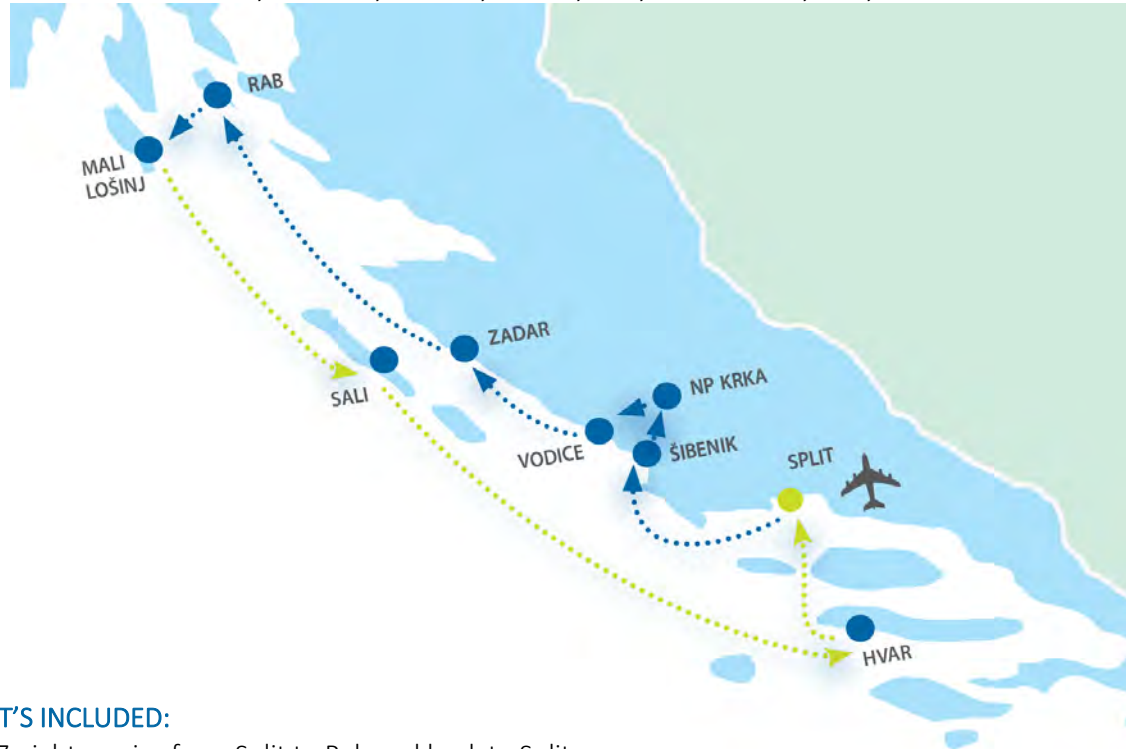 RAB
MALI
LOŠINJ
ZADAR
SALI
NP KRKA
VODICE
ŠIBENIK
SPLIT
HVAR
T'S INCLUDED: